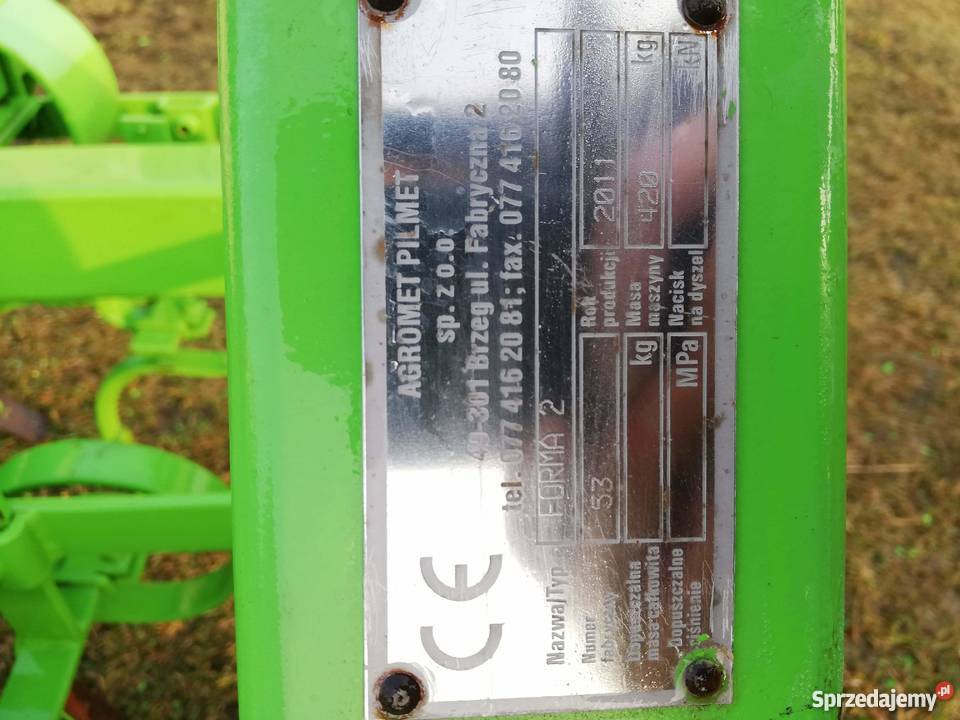 CE
AGROMET PILMET
sp. z o.o.
49-301 Brzeg ul. Fabryczna 2
tel. 077 416 20 81; fax. 077 416 20 80
Nazwa/Typ FORMA 2
Numer fabryczny 53 Rok produkcji 2011
Dopuszczalna masa całkowita kg Masa maszyny 420 kg
Dopuszczalne ciśnienie MPa Nacisk na dyszel kN
Sprzedajemy.pl